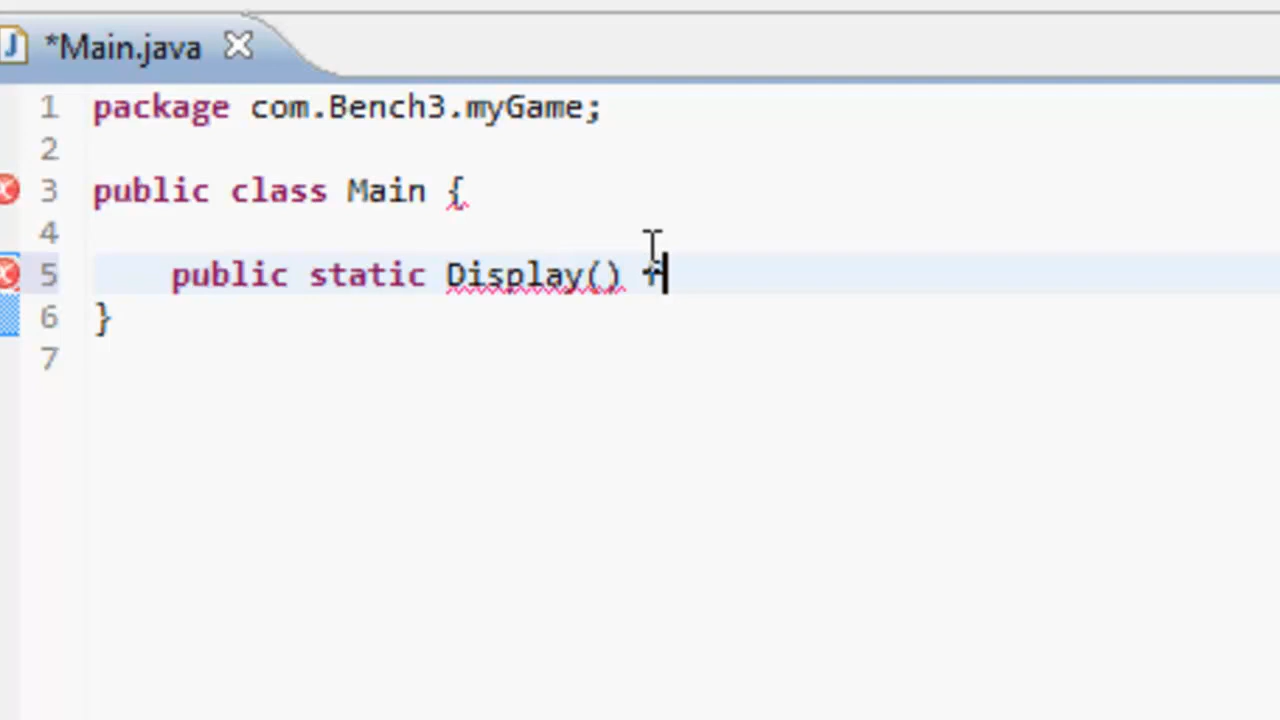 *Main.java
1 package com.Bench3.myGame;
2
3 public class Main {
4
5 public static Display() {
6 }
7